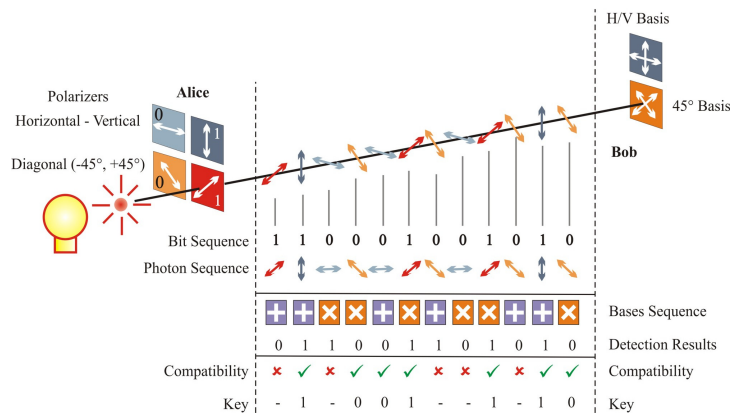 H/V Basis
Alice
Polarizers
0
1
Horizontal - Vertical
45° Basis
Diagonal (-45°, +45°)
0
1
Bob
Bit Sequence 1 1 0 0 0 1 0 0 1 0 1 0
Photon Sequence
Bases Sequence
0 1 1 0 0 1 1 0 1 0 1 0 Detection Results
Compatibility Compatibility
Key - 1 - 0 0 1 - - 1 - 1 0 Key